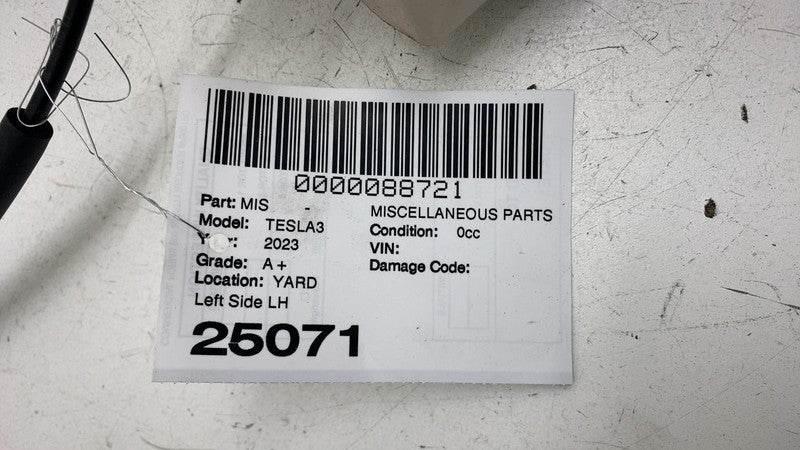 0000088721
Part: MIS - MISCELLANEOUS PARTS
Model: TESLA3 Condition: 0cc
2023 VIN:
Grade: A+ Damage Code:
Location: YARD
Left Side LH
25071